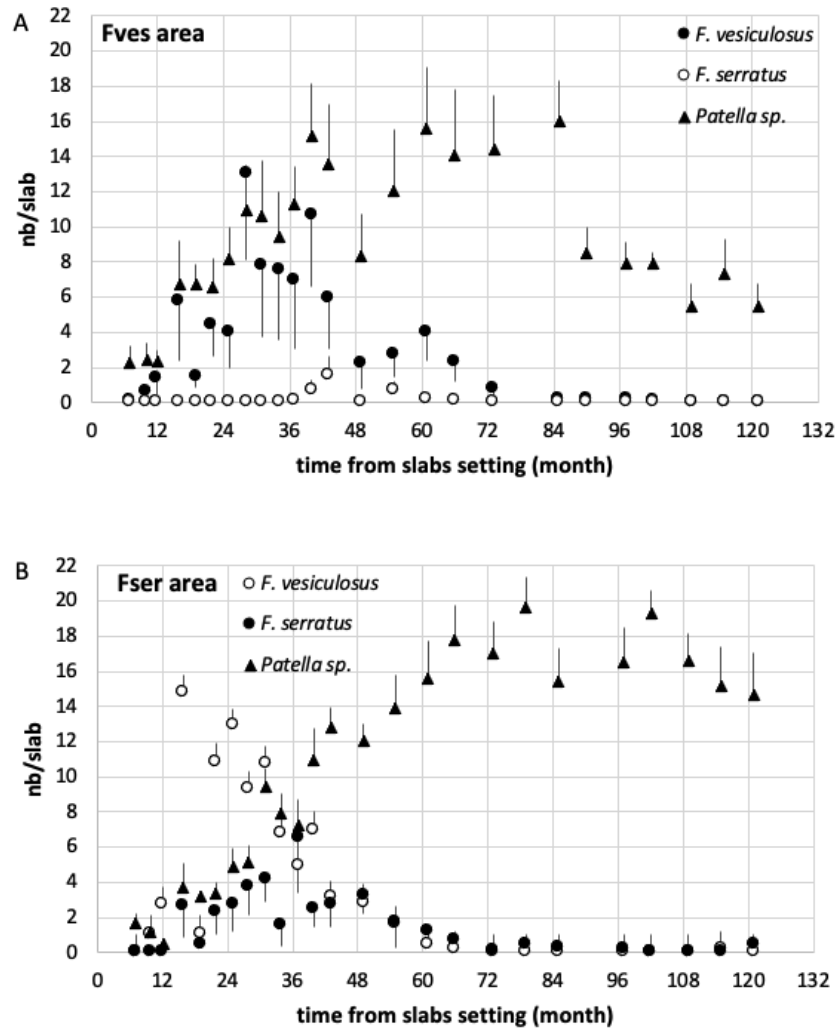 A
Fves area
F. vesiculosus
F. serratus
Patella sp.
nb/slab
22
20
18
16
14
12
10
8
6
4
2
0
0 12 24 36 48 60 72 84 96 108 120 132
time from slabs setting (month)
B
Fser area
F. vesiculosus
F. serratus
Patella sp.
nb/slab
22
20
18
16
14
12
10
8
6
4
2
0
0 12 24 36 48 60 72 84 96 108 120 132
time from slabs setting (month)